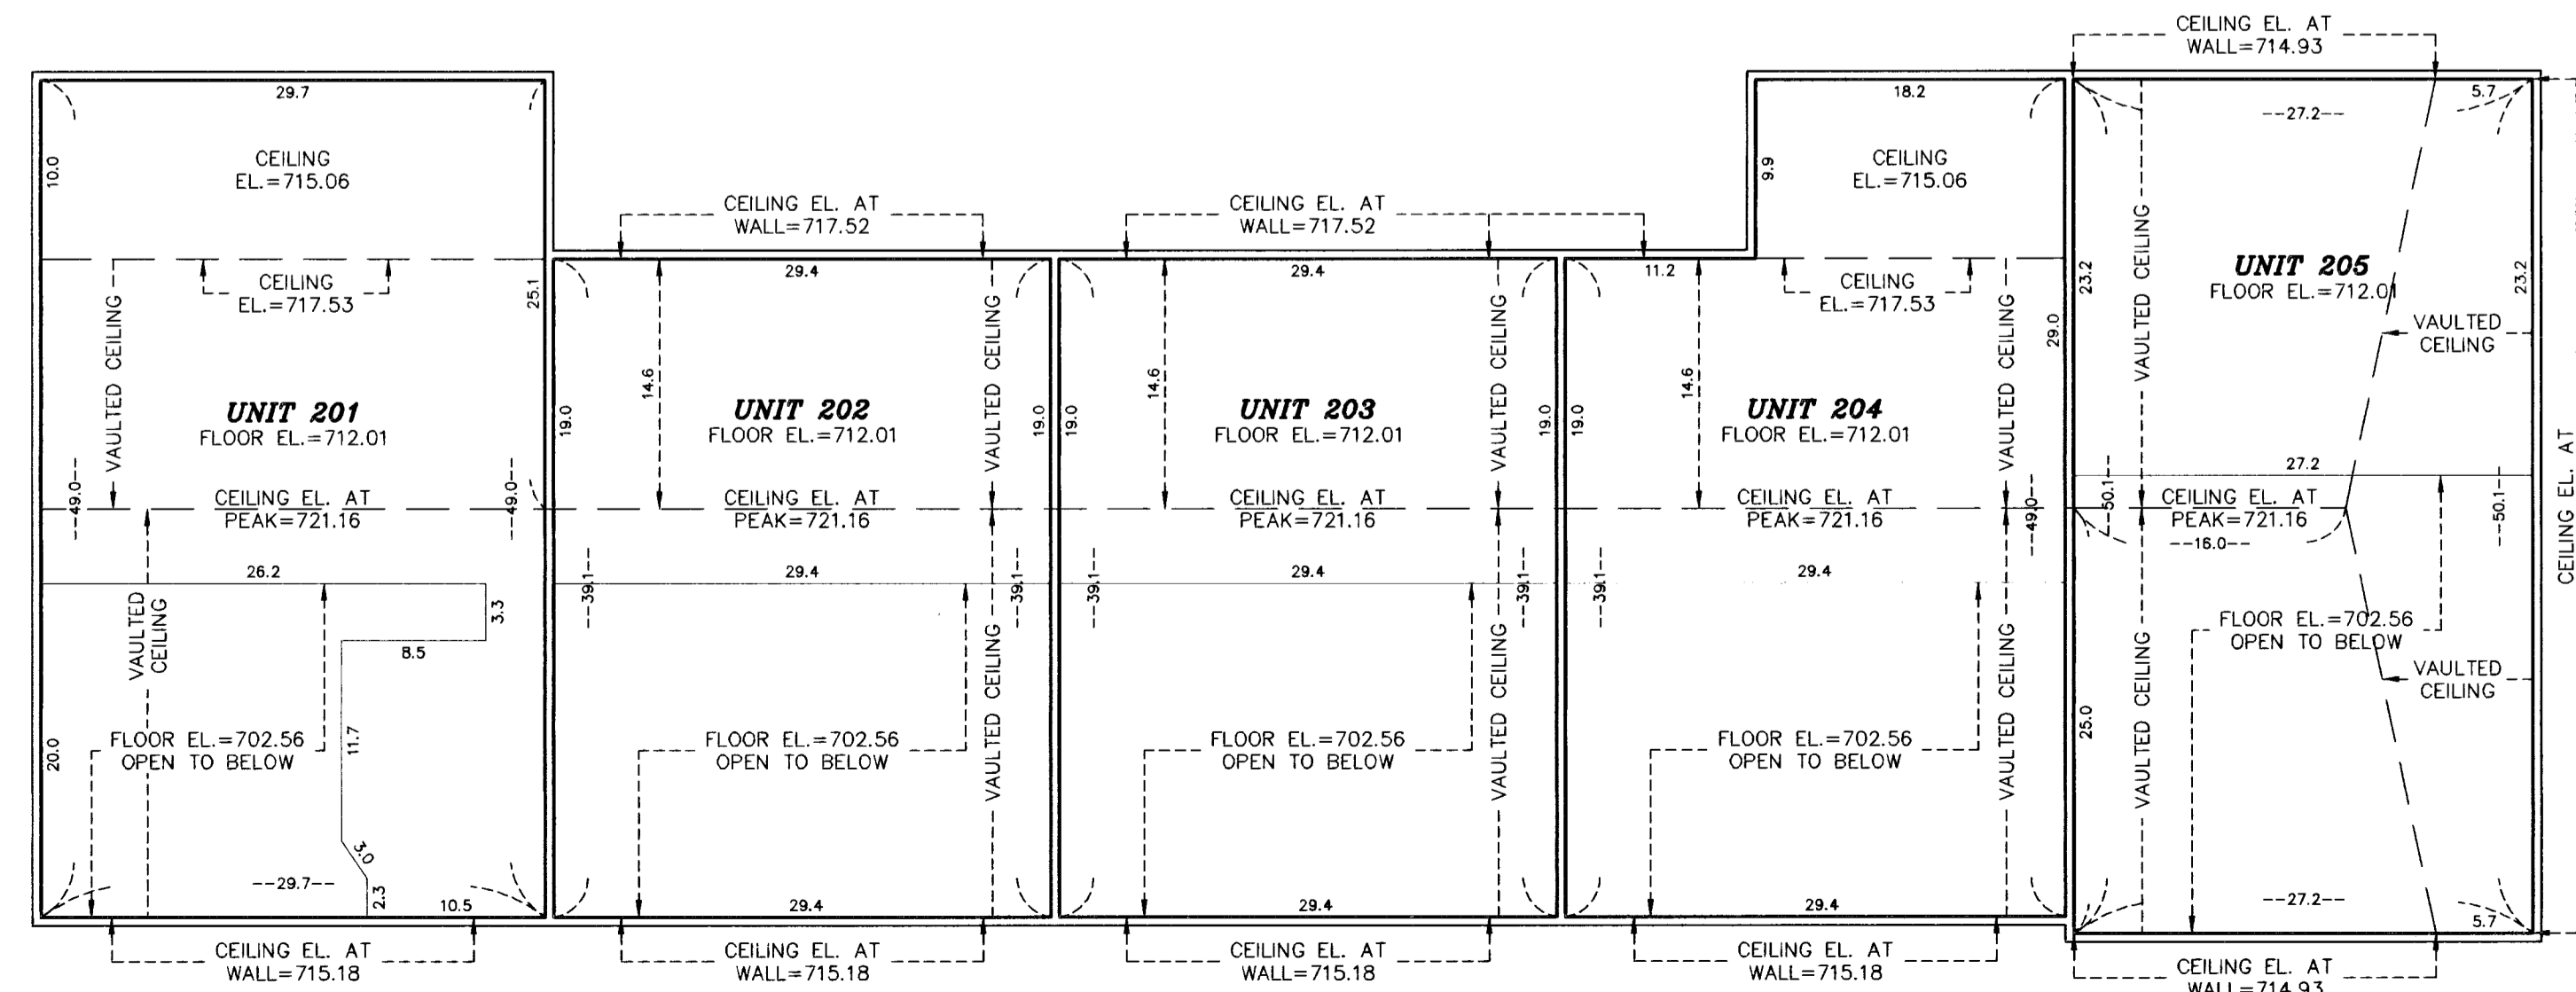 CEILING EL. AT
WALL=714.93
29.7
10.0
CEILING
EL.=715.06
CEILING
EL.=717.53
25.1
VAULTED CEILING
UNIT 201
FLOOR EL.=712.01
--49.0--
--49.0--
CEILING EL. AT
PEAK=721.16
26.2
3.3
8.5
VAULTED
CEILING
11.7
FLOOR EL.=702.56
OPEN TO BELOW
20.0
3.0
2.3
--29.7--
10.5
CEILING EL. AT
WALL=715.18
CEILING EL. AT
WALL=717.52
29.4
14.6
VAULTED CEILING
19.0
19.0
UNIT 202
FLOOR EL.=712.01
CEILING EL. AT
PEAK=721.16
--39.1--
29.4
--39.1--
VAULTED CEILING
FLOOR EL.=702.56
OPEN TO BELOW
29.4
CEILING EL. AT
WALL=715.18
CEILING EL. AT
WALL=717.52
29.4
14.6
VAULTED CEILING
19.0
19.0
UNIT 203
FLOOR EL.=712.01
CEILING EL. AT
PEAK=721.16
--39.1--
29.4
--39.1--
VAULTED CEILING
FLOOR EL.=702.56
OPEN TO BELOW
29.4
CEILING EL. AT
WALL=715.18
18.2
9.9
CEILING
EL.=715.06
11.2
CEILING
EL.=717.53
14.6
VAULTED CEILING
29.0
19.0
UNIT 204
FLOOR EL.=712.01
CEILING EL. AT
PEAK=721.16
--49.0--
--39.1--
29.4
VAULTED CEILING
FLOOR EL.=702.56
OPEN TO BELOW
29.4
CEILING EL. AT
WALL=715.18
5.7
--27.2--
23.2
VAULTED CEILING
UNIT 205
FLOOR EL.=712.01
23.2
VAULTED
CEILING
27.2
--50.1--
CEILING EL. AT
PEAK=721.16
--50.1--
--16.0--
FLOOR EL.=702.56
OPEN TO BELOW
VAULTED
CEILING
25.0
VAULTED CEILING
--27.2--
5.7
CEILING EL. AT
WALL=714.93
CEILING EL. AT